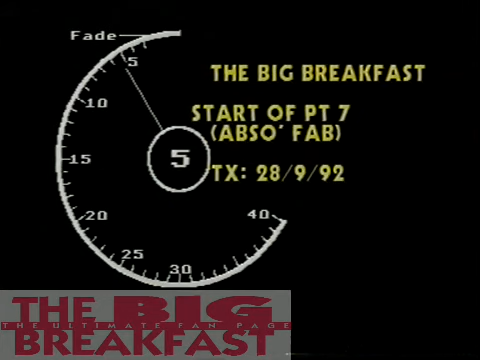 Fade
5
10
15
20
25
30
40
5
THE BIG BREAKFAST
START OF PT 7
(ABSO' FAB)
TX: 28/9/92
THE BIG
THE ULTIMATE FAN PAGE
BREAKFAST